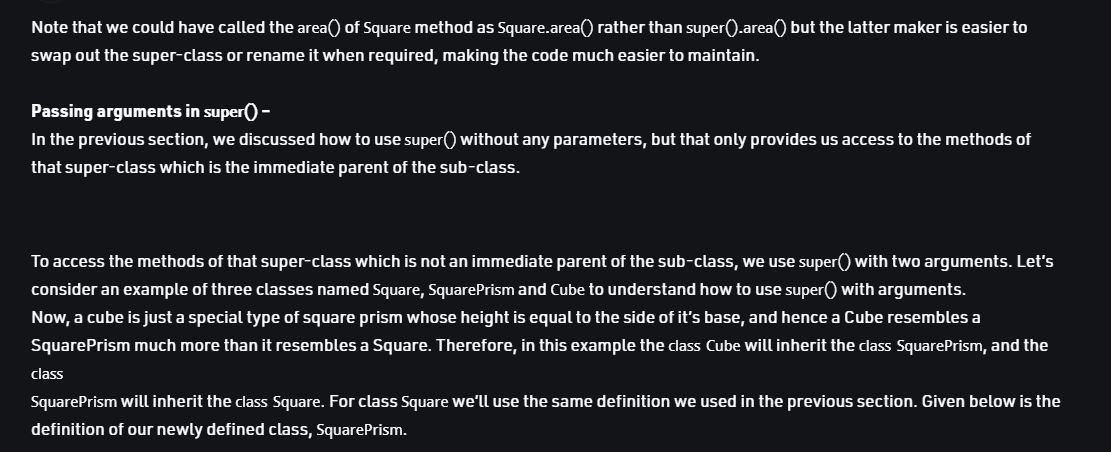 Note that we could have called the area() of Square method as Square.area() rather than super().area() but the latter maker is easier to
swap out the super-class or rename it when required, making the code much easier to maintain.
Passing arguments in super() –
In the previous section, we discussed how to use super() without any parameters, but that only provides us access to the methods of
that super-class which is the immediate parent of the sub-class.
To access the methods of that super-class which is not an immediate parent of the sub-class, we use super() with two arguments. Let's
consider an example of three classes named Square, SquarePrism and Cube to understand how to use super() with arguments.
Now, a cube is just a special type of square prism whose height is equal to the side of it's base, and hence a Cube resembles a
SquarePrism much more than it resembles a Square. Therefore, in this example the class Cube will inherit the class SquarePrism, and the
class
SquarePrism will inherit the class Square. For class Square we'll use the same definition we used in the previous section. Given below is the
definition of our newly defined class, SquarePrism.